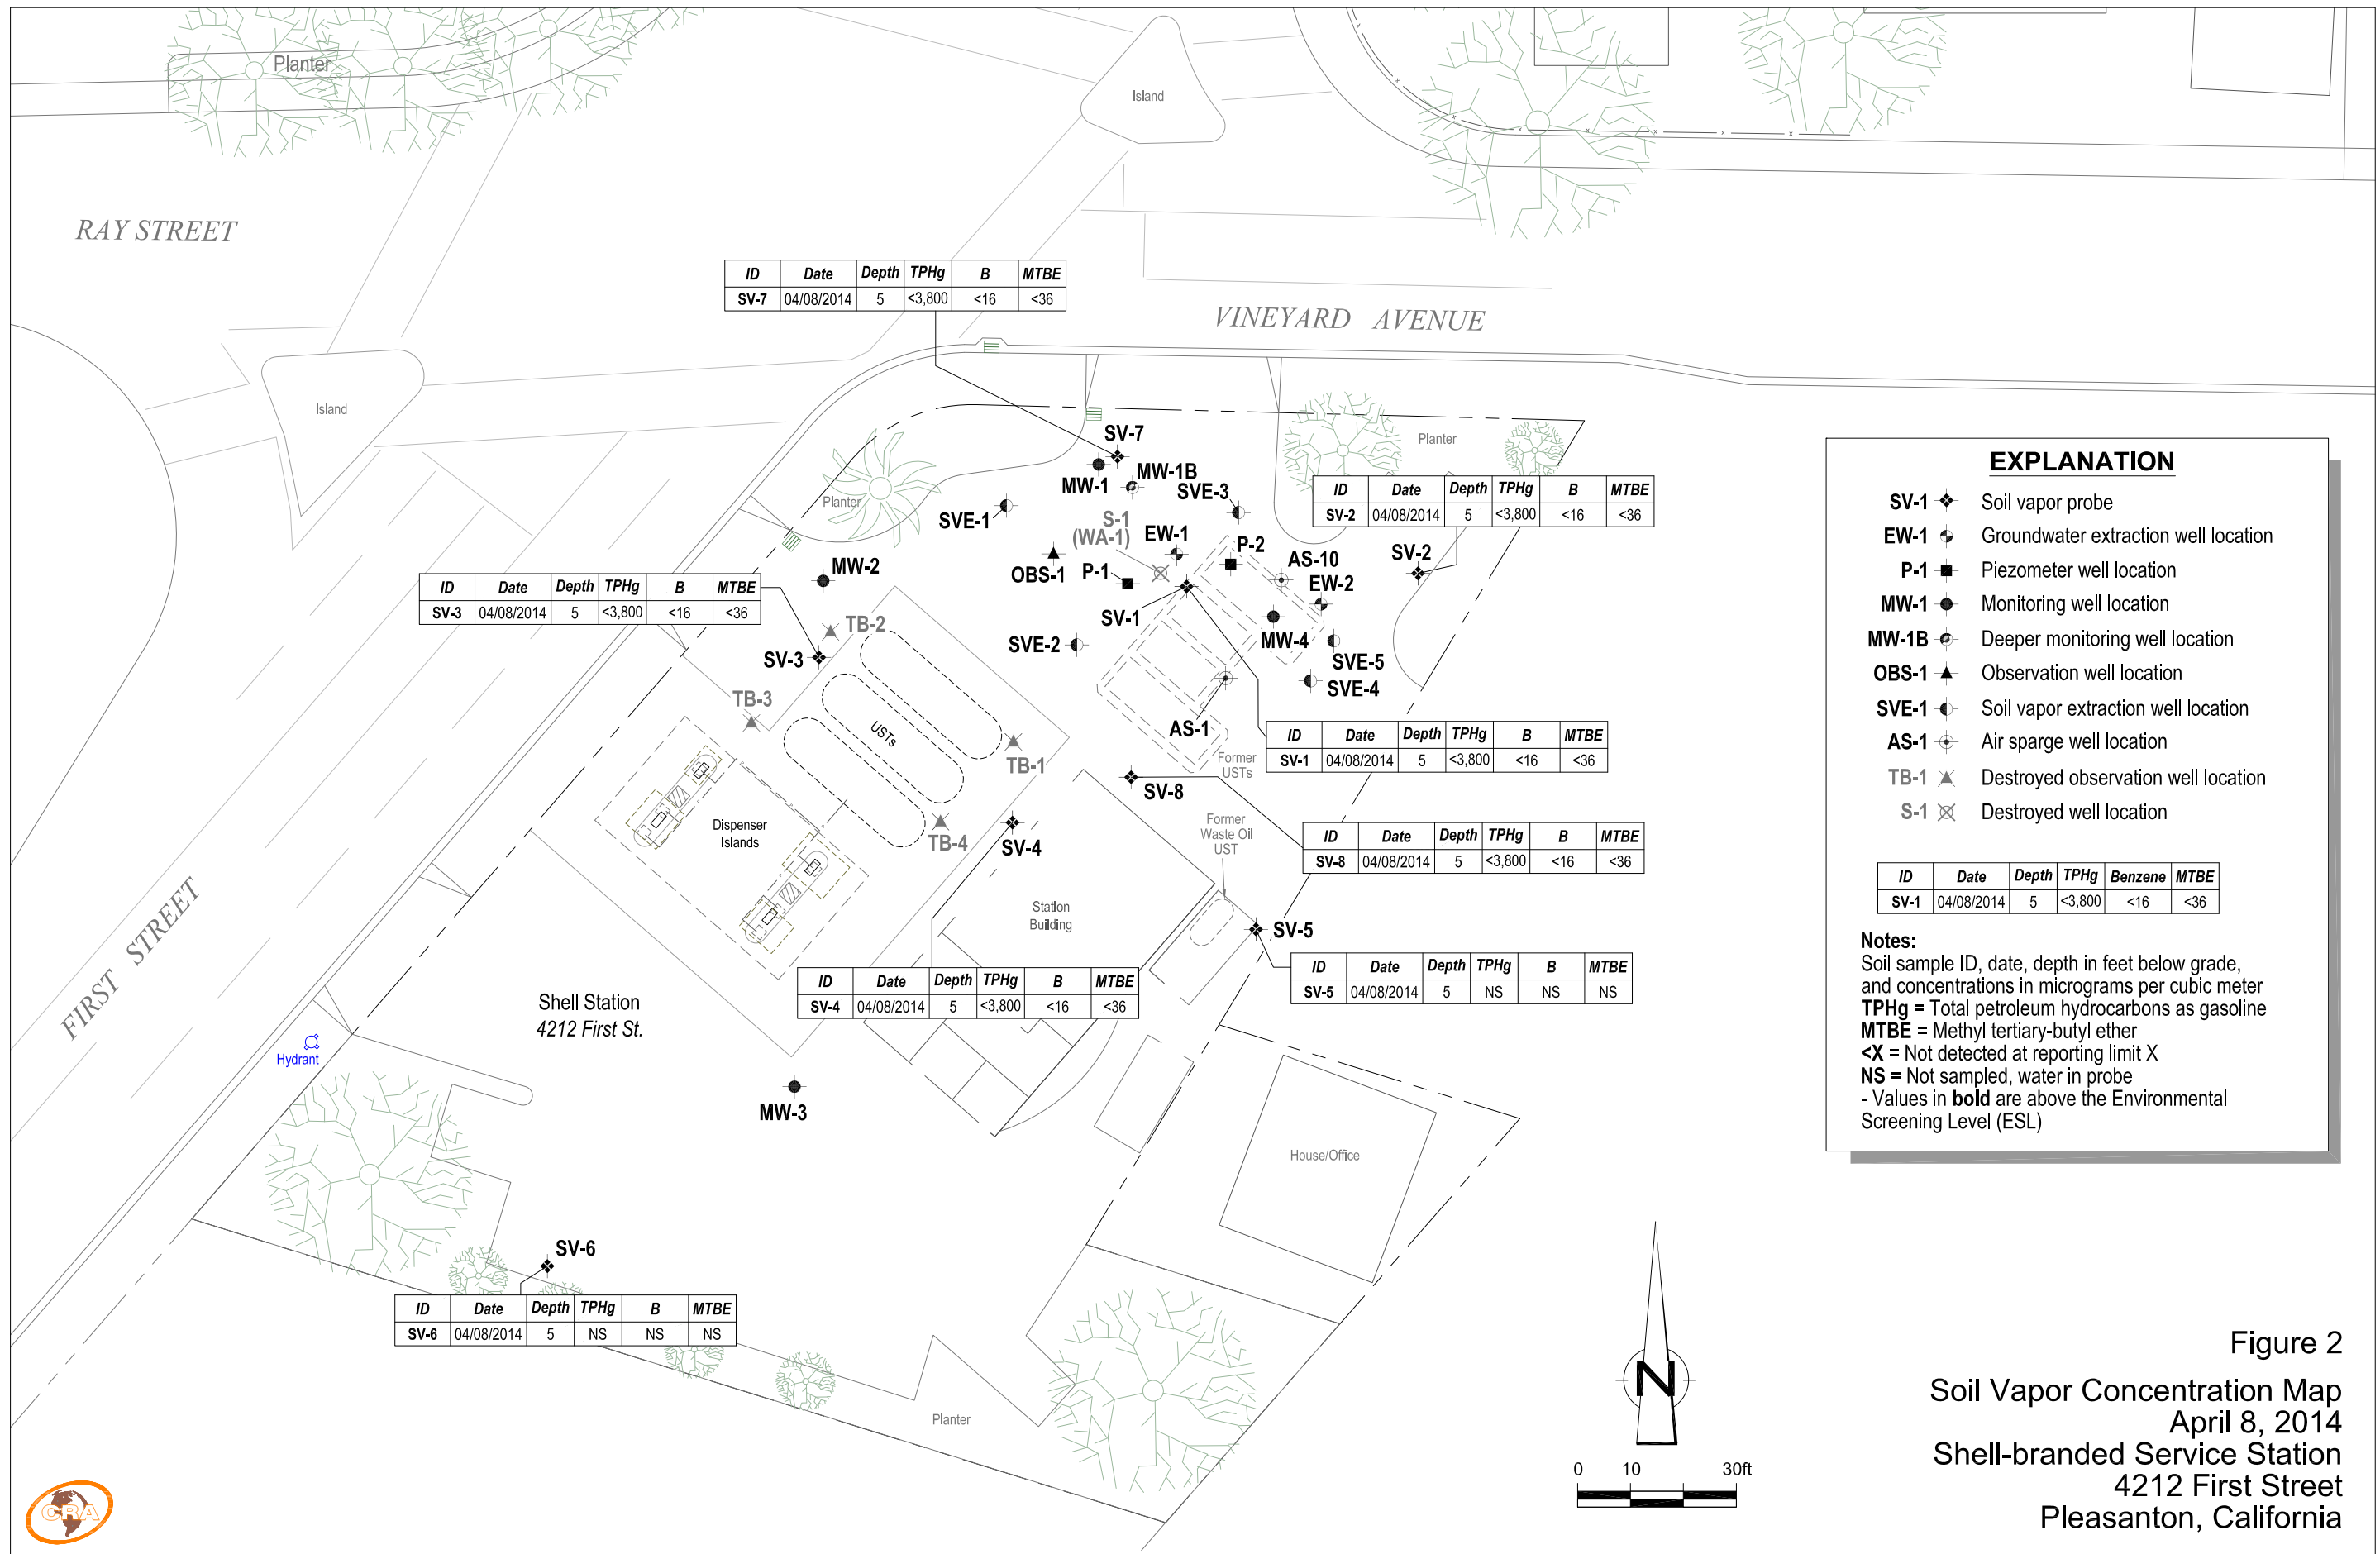 Planter
Island
RAY STREET
ID Date Depth TPHg B MTBE
SV-7 04/08/2014 5 <3,800 <16 <36
VINEYARD AVENUE
Island
Planter
SV-7
MW-1B
MW-1
SVE-3
Planter
SVE-1
S-1
(WA-1)
EW-1
P-2
ID Date Depth TPHg B MTBE
SV-2 04/08/2014 5 <3,800 <16 <36
SV-2
AS-10
EW-2
OBS-1
P-1
MW-2
ID Date Depth TPHg B MTBE
SV-3 04/08/2014 5 <3,800 <16 <36
SV-1
TB-2
SV-3
SVE-2
MW-4
SVE-5
SVE-4
TB-3
USTs
AS-1
TB-1
Former
USTs
ID Date Depth TPHg B MTBE
SV-1 04/08/2014 5 <3,800 <16 <36
SV-8
Dispenser
Islands
TB-4
SV-4
Former
Waste Oil
UST
ID Date Depth TPHg B MTBE
SV-8 04/08/2014 5 <3,800 <16 <36
Station
Building
SV-5
ID Date Depth TPHg B MTBE
SV-5 04/08/2014 5 NS NS NS
ID Date Depth TPHg B MTBE
SV-4 04/08/2014 5 <3,800 <16 <36
FIRST STREET
Shell Station
4212 First St.
Hydrant
MW-3
House/Office
SV-6
ID Date Depth TPHg B MTBE
SV-6 04/08/2014 5 NS NS NS
Planter
EXPLANATION
SV-1 Soil vapor probe
EW-1 Groundwater extraction well location
P-1 Piezometer well location
MW-1 Monitoring well location
MW-1B Deeper monitoring well location
OBS-1 Observation well location
SVE-1 Soil vapor extraction well location
AS-1 Air sparge well location
TB-1 Destroyed observation well location
S-1 Destroyed well location
ID Date Depth TPHg Benzene MTBE
SV-1 04/08/2014 5 <3,800 <16 <36
Notes:
Soil sample ID, date, depth in feet below grade,
and concentrations in micrograms per cubic meter
TPHg = Total petroleum hydrocarbons as gasoline
MTBE = Methyl tertiary-butyl ether
<X = Not detected at reporting limit X
NS = Not sampled, water in probe
- Values in bold are above the Environmental
Screening Level (ESL)
N
0 10 30ft
CRA
Figure 2
Soil Vapor Concentration Map
April 8, 2014
Shell-branded Service Station
4212 First Street
Pleasanton, California